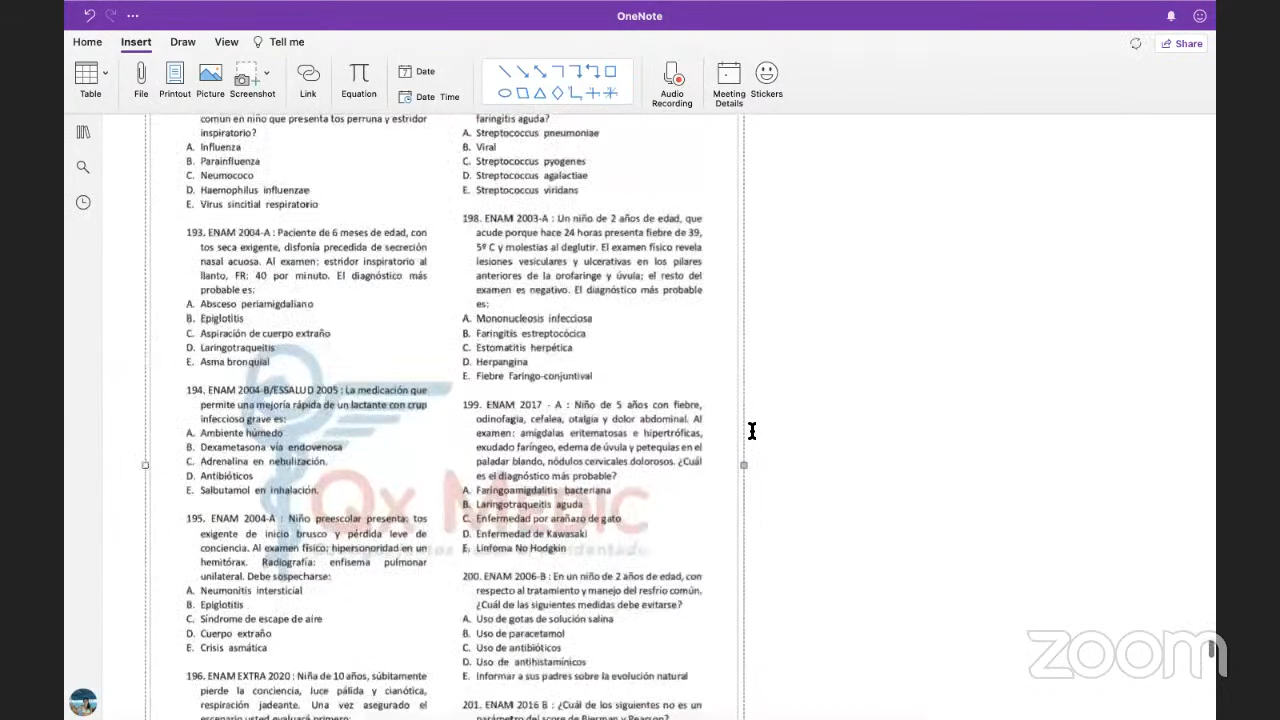 OneNote
Home
Insert
Draw
View
Tell me
Share
Table
File
Printout
Picture
Screenshot
Link
Equation
Date
Date Time
Audio
Recording
Meeting
Details
Stickers
común en niño que presenta tos perruna y estridor
inspiratorio?
A. Influenza
B. Parainfluenza
C. Neumococo
D. Haemophilus influenzae
E. Virus sincitial respiratorio
193. ENAM 2004-A : Paciente de 6 meses de edad, con
tos seca exigente, disfonía precedida de secreción
nasal acuosa. Al examen: estridor inspiratorio al
llanto, FR: 40 por minuto. El diagnóstico más
probable es:
A. Absceso periamigdaliano
B. Epiglotitis
C. Aspiración de cuerpo extraño
D. Laringotraqueítis
E. Asma bronquial
194. ENAM 2004-B/ESSALUD 2005 : La medicación que
permite una mejoría rápida de un lactante con crup
infeccioso grave es:
A. Ambiente húmedo
B. Dexametasona vía endovenosa
C. Adrenalina en nebulización.
D. Antibióticos
E. Salbutamol en inhalación.
195. ENAM 2004-A : Niño preescolar presenta: tos
exigente de inicio brusco y pérdida leve de
conciencia. Al examen físico: hipersonoridad en un
hemitórax. Radiografía: enfisema pulmonar
unilateral. Debe sospecharse:
A. Neumonitis intersticial
B. Epiglotitis
C. Síndrome de escape de aire
D. Cuerpo extraño
E. Crisis asmática
196. ENAM EXTRA 2020 : Niña de 10 años, súbitamente
pierde la conciencia, luce pálida y cianótica,
respiración jadeante. Una vez asegurado el
escenario usted evaluará primero:
faringitis aguda?
A. Streptococcus pneumoniae
B. Viral
C. Streptococcus pyogenes
D. Streptococcus agalactiae
E. Streptococcus viridans
198. ENAM 2003-A : Un niño de 2 años de edad, que
acude porque hace 24 horas presenta fiebre de 39,
5º C y molestias al deglutir. El examen físico revela
lesiones vesiculares y ulcerativas en los pilares
anteriores de la orofaringe y úvula; el resto del
examen es negativo. El diagnóstico más probable
es:
A. Mononucleosis infecciosa
B. Faringitis estreptocócica
C. Estomatitis herpética
D. Herpangina
E. Fiebre faringo-conjuntival
199. ENAM 2017 - A : Niño de 5 años con fiebre,
odinofagia, cefalea, otalgia y dolor abdominal. Al
examen: amígdalas eritematosas e hipertróficas,
exudado faríngeo, edema de úvula y petequias en el
paladar blando, nódulos cervicales dolorosos. ¿Cuál
es el diagnóstico más probable?
A. Faringoamigdalitis bacteriana
B. Laringotraqueitis aguda
C. Enfermedad por arañazo de gato
D. Enfermedad de Kawasaki
E. Linfoma No Hodgkin
200. ENAM 2006-B : En un niño de 2 años de edad, con
respecto al tratamiento y manejo del resfrío común.
¿Cuál de las siguientes medidas debe evitarse?
A. Uso de gotas de solución salina
B. Uso de paracetamol
C. Uso de antibióticos
D. Uso de antihistamínicos
E. Informar a sus padres sobre la evolución natural
201. ENAM 2016 B : ¿Cuál de los siguientes no es un
parámetro del score de Bierman y Pearson?
Qx Medic
zoom